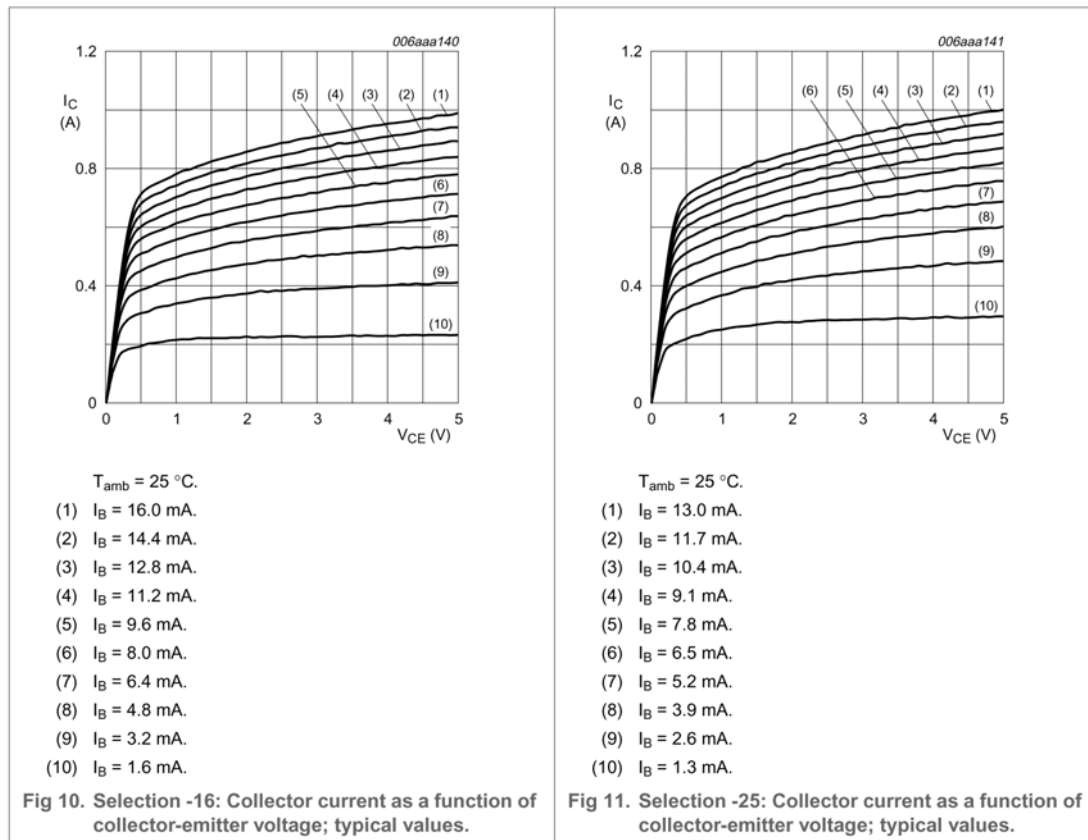 006aaa140
1.2
I_C
(A)
(5) (4) (3) (2) (1)
0.8
(6)
(7)
(8)
0.4
(9)
(10)
0
0 1 2 3 4 5
V_CE (V)
T_amb = 25 °C.
(1) I_B = 16.0 mA.
(2) I_B = 14.4 mA.
(3) I_B = 12.8 mA.
(4) I_B = 11.2 mA.
(5) I_B = 9.6 mA.
(6) I_B = 8.0 mA.
(7) I_B = 6.4 mA.
(8) I_B = 4.8 mA.
(9) I_B = 3.2 mA.
(10) I_B = 1.6 mA.
Fig 10. Selection -16: Collector current as a function of
collector-emitter voltage; typical values.
006aaa141
1.2
I_C
(A)
(6) (5) (4) (3) (2) (1)
0.8
(7)
(8)
(9)
0.4
(10)
0
0 1 2 3 4 5
V_CE (V)
T_amb = 25 °C.
(1) I_B = 13.0 mA.
(2) I_B = 11.7 mA.
(3) I_B = 10.4 mA.
(4) I_B = 9.1 mA.
(5) I_B = 7.8 mA.
(6) I_B = 6.5 mA.
(7) I_B = 5.2 mA.
(8) I_B = 3.9 mA.
(9) I_B = 2.6 mA.
(10) I_B = 1.3 mA.
Fig 11. Selection -25: Collector current as a function of
collector-emitter voltage; typical values.